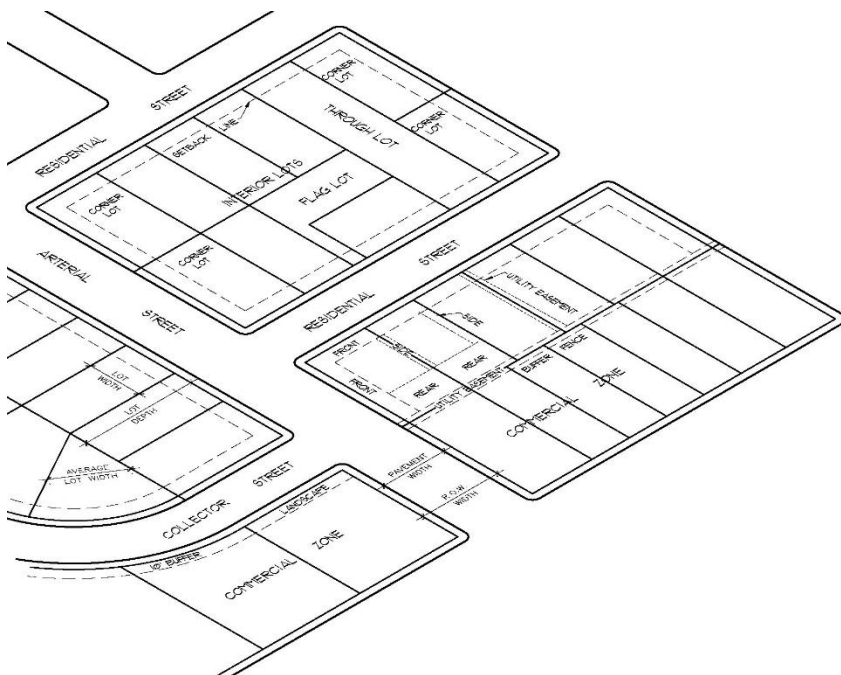 CORNER
LOT
STREET
RESIDENTIAL
SETBACK
LINE
THROUGH LOT
CORNER
LOT
INTERIOR LOTS
FLAG LOT
CORNER
LOT
CORNER
LOT
ARTERIAL
STREET
STREET
RESIDENTIAL
UTILITY EASEMENT
SIDE
FRONT
SIDE
FRONT
REAR
REAR
UTILITY EASEMENT
BUFFER FENCE
COMMERCIAL ZONE
LOT
WIDTH
LOT
DEPTH
AVERAGE
LOT WIDTH
COLLECTOR STREET
PAVEMENT
WIDTH
R.O.W
WIDTH
LANDSCAPE
10' BUFFER
COMMERCIAL ZONE